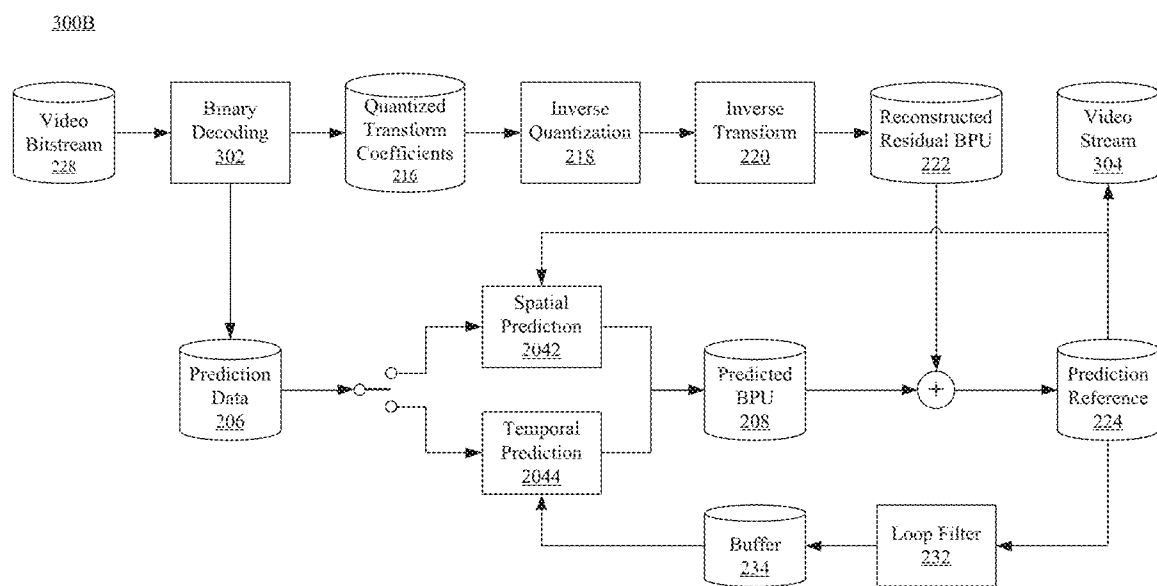 300B
Video
Bitstream
228
Binary
Decoding
302
Quantized
Transform
Coefficients
216
Inverse
Quantization
218
Inverse
Transform
220
Reconstructed
Residual BPU
222
Video
Stream
304
Spatial
Prediction
2042
Prediction
Data
206
Temporal
Prediction
2044
Predicted
BPU
208
+
Prediction
Reference
224
Buffer
234
Loop Filter
232